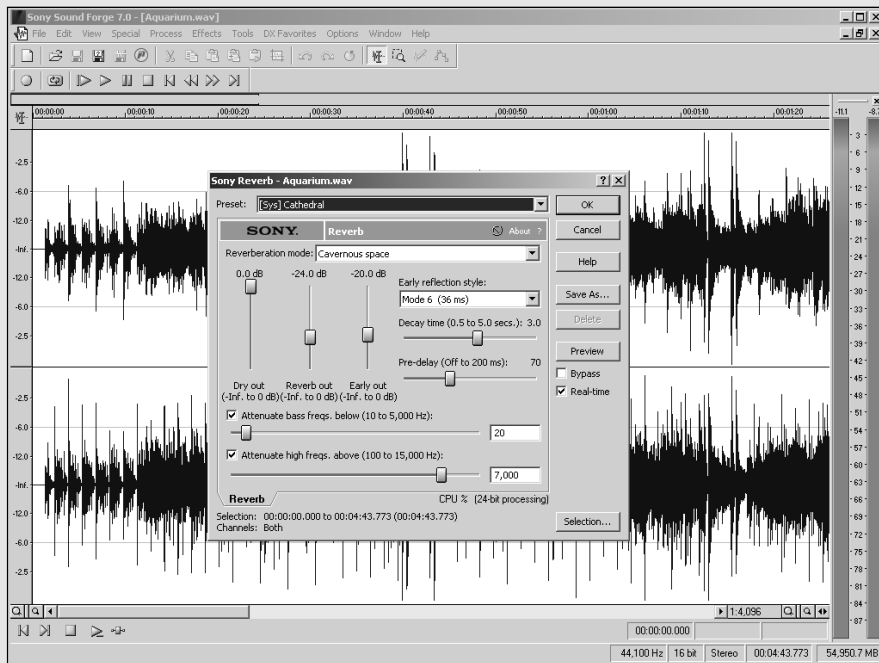 Sony Sound Forge 7.0 - [Aquarium.wav]
File Edit View Special Process Effects Tools DX Favorites Options Window Help
00:00:00 00:00:10 00:00:20 00:00:30 00:00:40 00:00:50 00:01:00 00:01:10 00:01:20
-11.1 -8.7
-2.5
-6.0
-12.0
-Inf.
-12.0
-6.0
-2.5
-2.5
-6.0
-12.0
-Inf.
-12.0
-6.0
-2.5
Sony Reverb - Aquarium.wav
Preset: [Sys] Cathedral
OK
SONY. Reverb About ?
Cancel
Reverberation mode: Cavernous space
Help
0.0 dB -24.0 dB -20.0 dB
Early reflection style:
Mode 6 (36 ms)
Save As...
Decay time (0.5 to 5.0 secs.): 3.0
Delete
Pre-delay (Off to 200 ms): 70
Preview
Bypass
Real-time
Dry out Reverb out Early out
(-Inf. to 0 dB) (-Inf. to 0 dB) (-Inf. to 0 dB)
Attenuate bass freqs. below (10 to 5,000 Hz):
20
Attenuate high freqs. above (100 to 15,000 Hz):
7,000
Reverb CPU % (24-bit processing)
Selection: 00:00:00.000 to 00:04:43.773 (00:04:43.773)
Channels: Both
Selection...
- 3 -
- 6 -
- 9 -
- 12 -
- 15 -
- 18 -
- 21 -
- 24 -
- 27 -
- 30 -
- 33 -
- 36 -
- 39 -
- 42 -
- 45 -
- 48 -
- 51 -
- 54 -
- 57 -
- 60 -
- 63 -
- 66 -
- 69 -
- 72 -
- 75 -
- 78 -
- 81 -
- 84 -
- 87 -
1:4,096
00:00:00.000
44,100 Hz 16 bit Stereo 00:04:43.773 54,950.7 MB